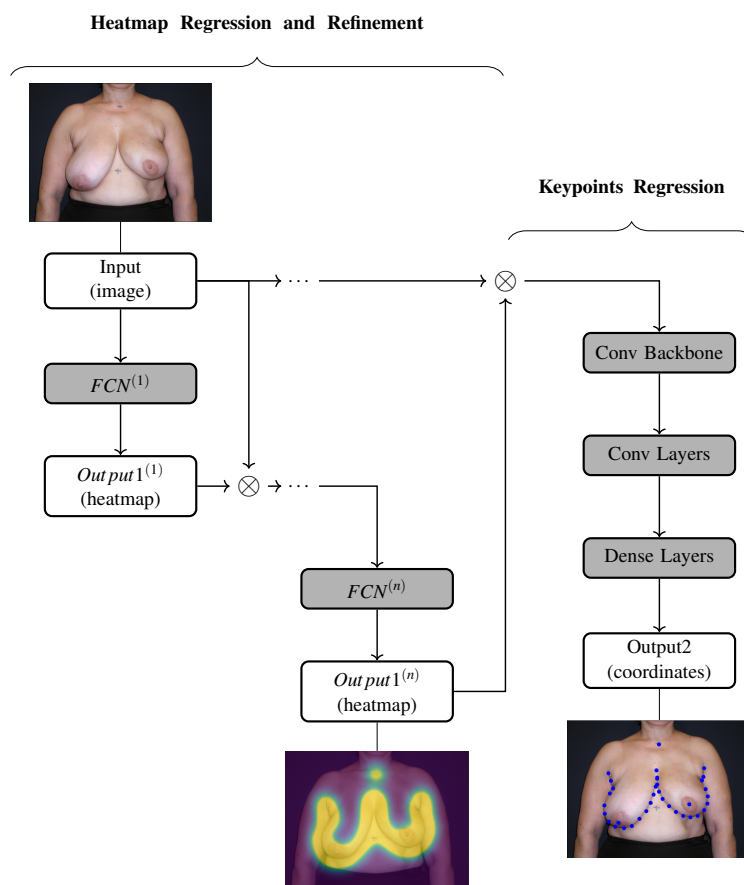 Heatmap Regression and Refinement
Keypoints Regression
Input
(image)
...
⊗
FCN^(1)
Conv Backbone
Output1^(1)
(heatmap)
⊗
...
Conv Layers
FCN^(n)
Dense Layers
Output1^(n)
(heatmap)
Output2
(coordinates)